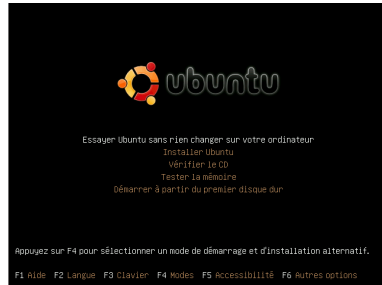 ubuntu
Essayer Ubuntu sans rien changer sur votre ordinateur
Installer Ubuntu
Vérifier le CD
Tester la mémoire
Démarrer à partir du premier disque dur
Appuyez sur F4 pour sélectionner un mode de démarrage et d'installation alternatif.
F1 Aide F2 Langue F3 Clavier F4 Modes F5 Accessibilité F6 Autres options